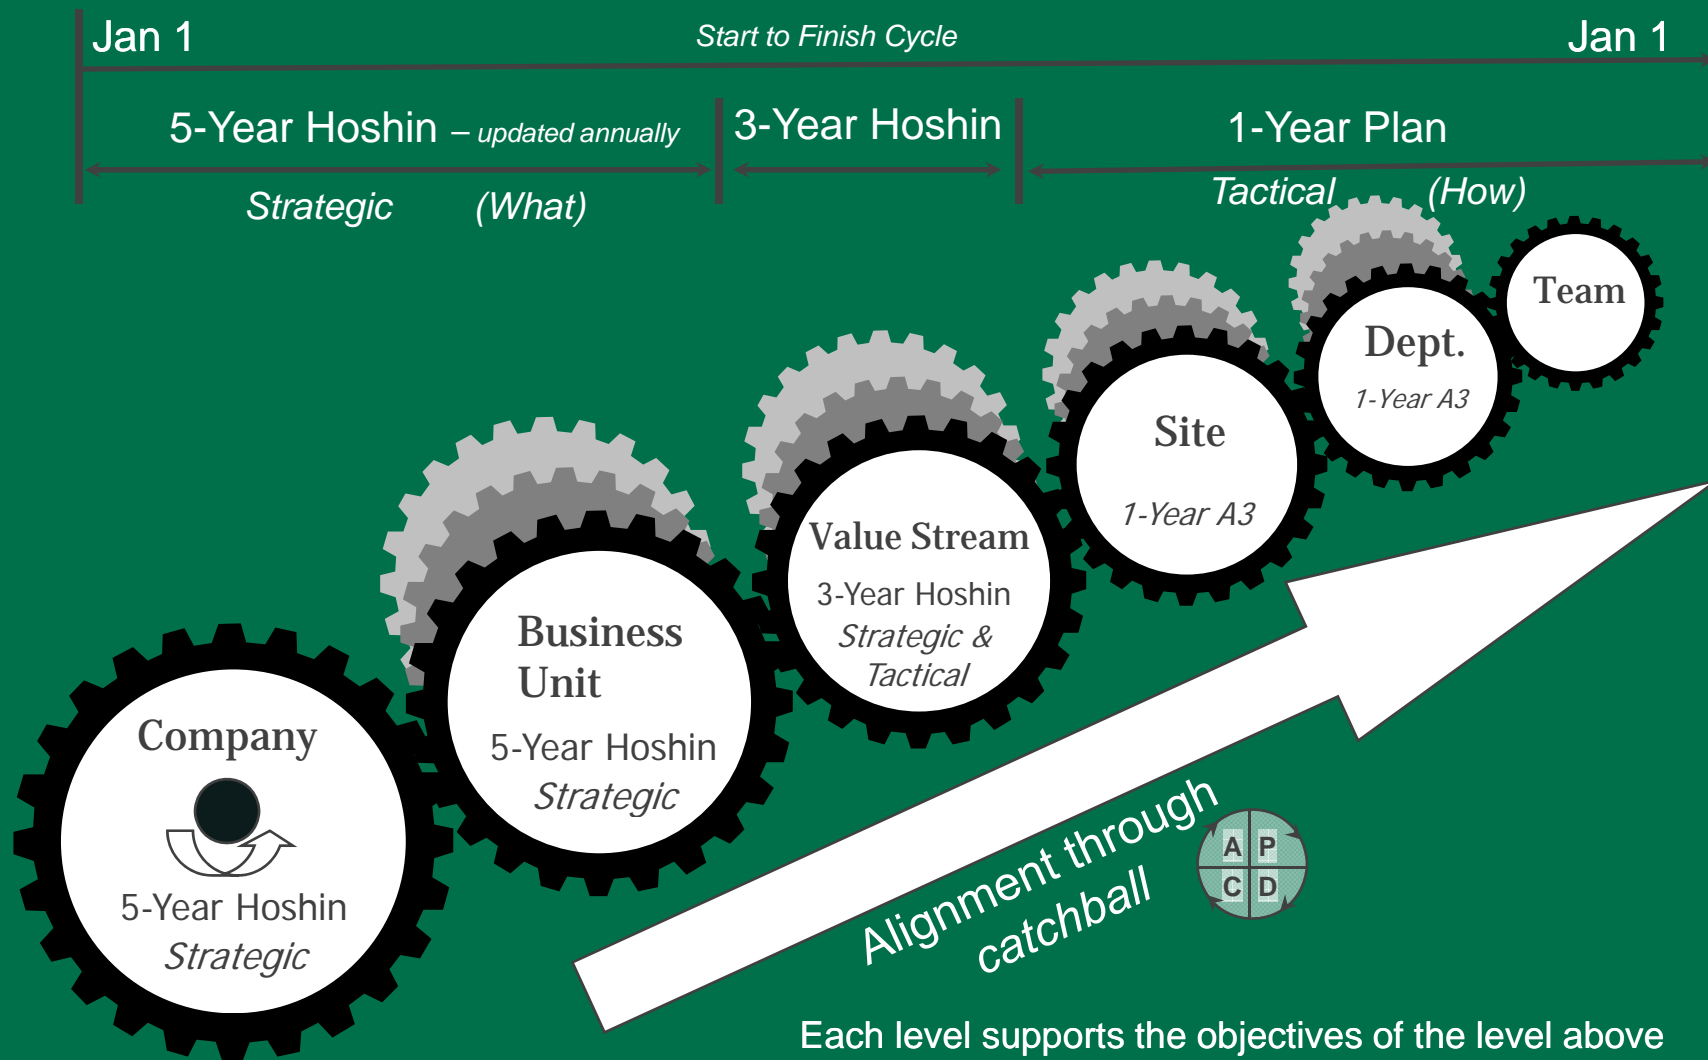 Jan 1
Start to Finish Cycle
Jan 1
5-Year Hoshin – updated annually
3-Year Hoshin
1-Year Plan
Strategic (What)
Tactical (How)
Team
Dept.
1-Year A3
Site
1-Year A3
Value Stream
3-Year Hoshin
Strategic &
Tactical
Business
Unit
5-Year Hoshin
Strategic
Company
5-Year Hoshin
Strategic
Alignment through
catchball
A P
C D
Each level supports the objectives of the level above